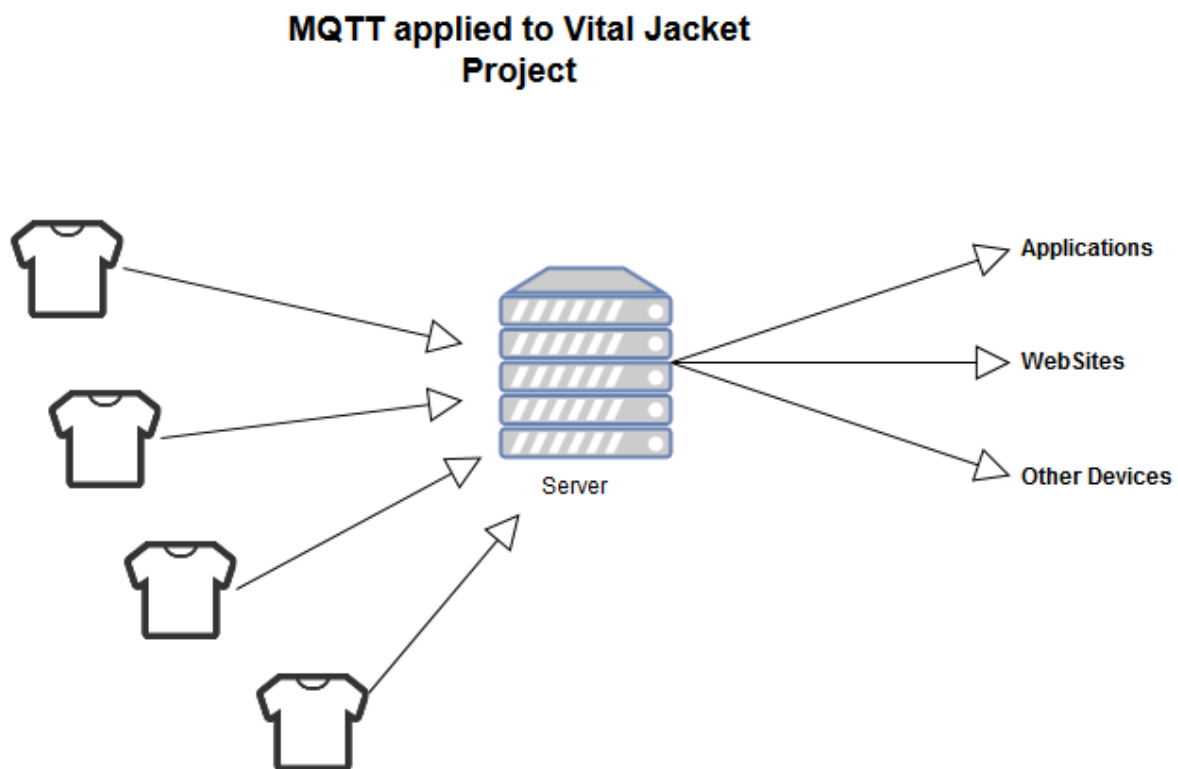 MQTT applied to Vital Jacket
Project
Applications
WebSites
Server
Other Devices